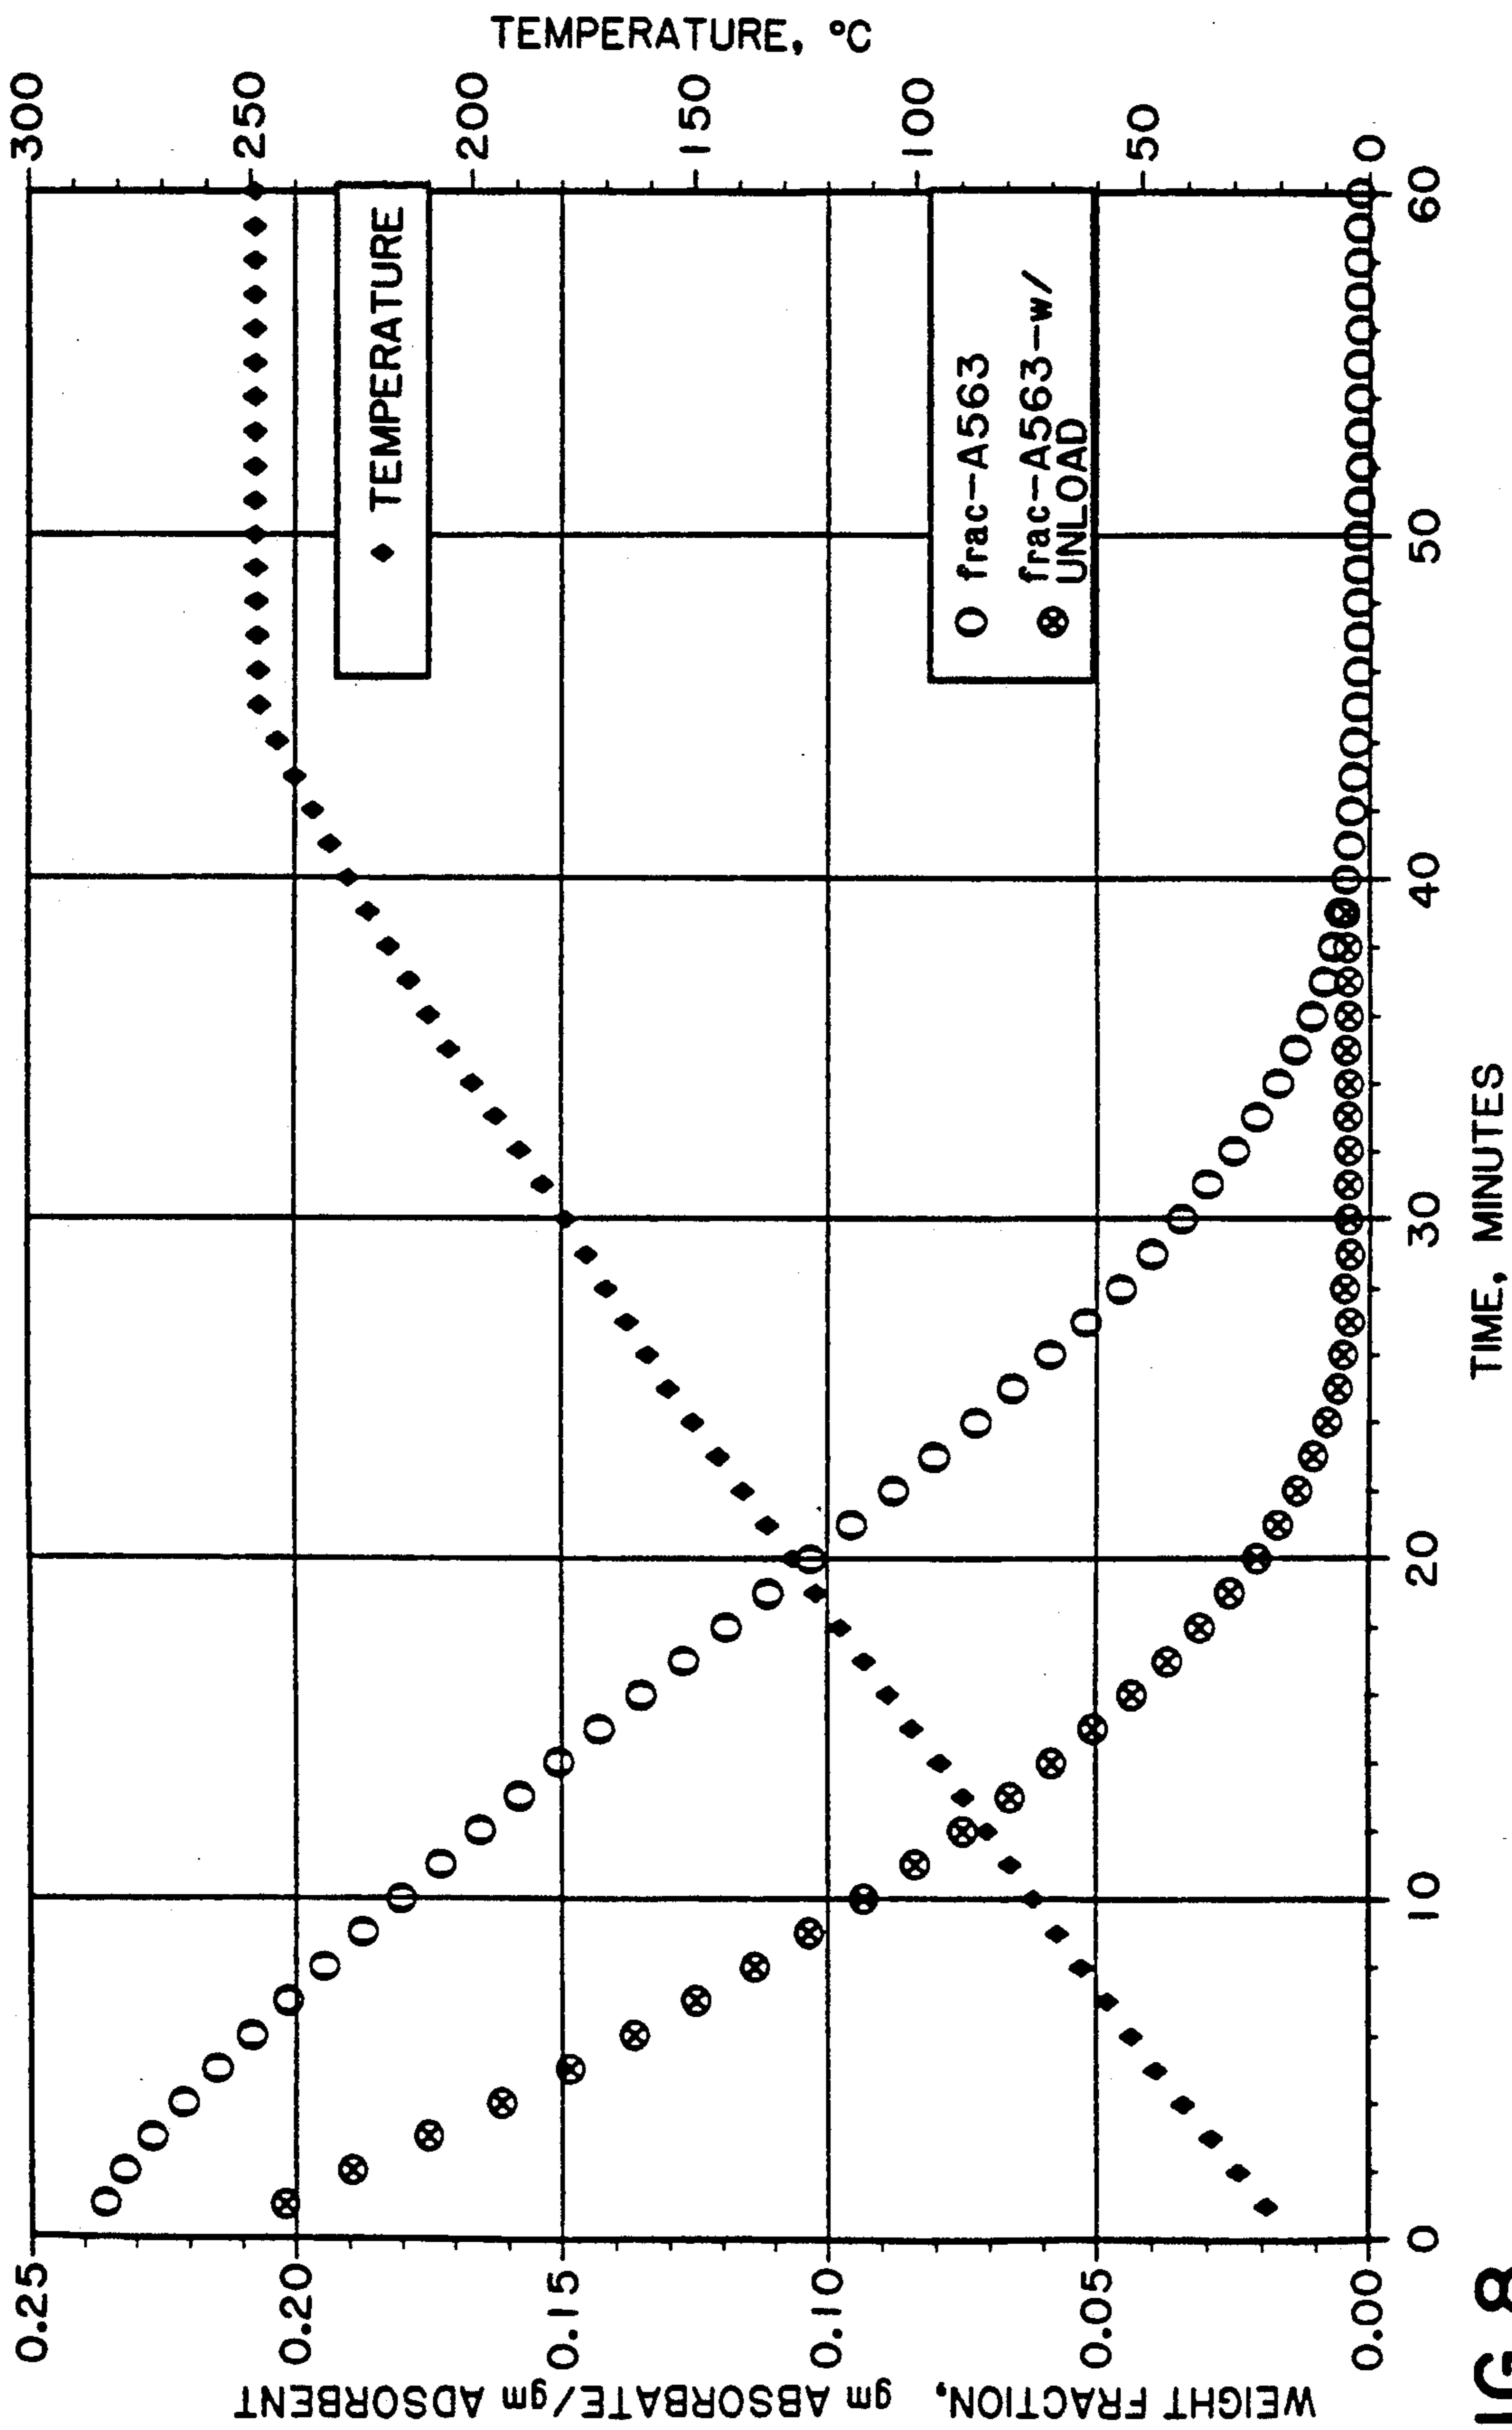 WEIGHT FRACTION, gm ABSORBATE/gm ADSORBENT
0.25
0.20
0.15
0.10
0.05
0.00
TEMPERATURE, °C
300
250
200
150
100
50
0
◆ TEMPERATURE
O frac-A563
⊗ frac-A563-w/
UNLOAD
0 10 20 30 40 50 60
TIME, MINUTES
IG. 8